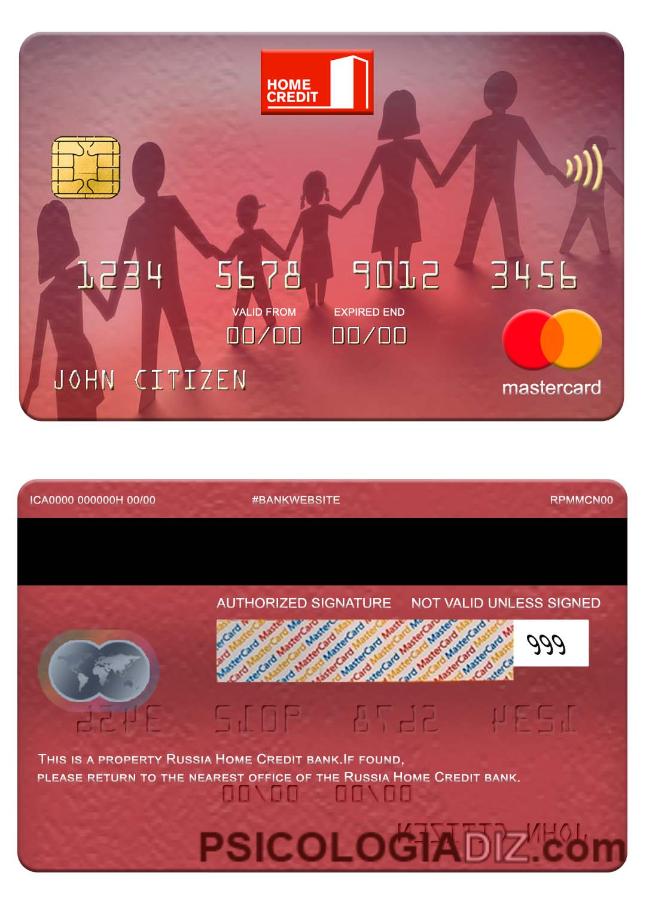 HOME
CREDIT
1234 5678 9012 3456
VALID FROM EXPIRED END
00/00 00/00
JOHN CITIZEN
mastercard
ICA0000 000000H 00/00 #BANKWEBSITE RPMMCN00
AUTHORIZED SIGNATURE NOT VALID UNLESS SIGNED
MasterCard MasterCard MasterCard MasterCard
999
THIS IS A PROPERTY RUSSIA HOME CREDIT BANK.IF FOUND,
PLEASE RETURN TO THE NEAREST OFFICE OF THE RUSSIA HOME CREDIT BANK.
PSICOLOGIADIZ.com